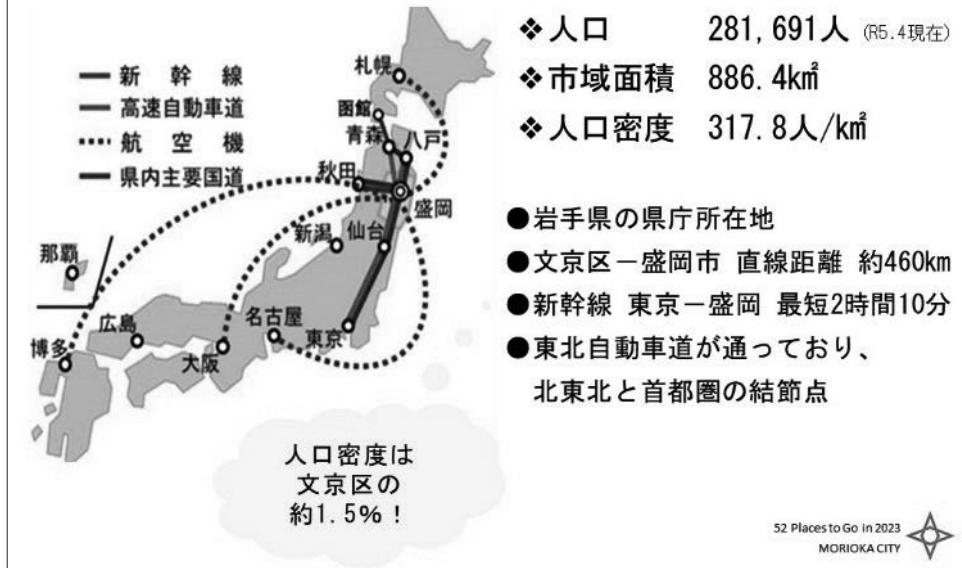 ❖人口 281,691人 (R5.4現在)
❖市域面積 886.4㎢
❖人口密度 317.8人/㎢
新幹線
高速自動車道
航空機
県内主要国道
札幌
函館
青森
八戸
秋田
盛岡
新潟
仙台
那覇
広島
名古屋
東京
博多
大阪
●岩手県の県庁所在地
●文京区－盛岡市 直線距離 約460km
●新幹線 東京－盛岡 最短2時間10分
●東北自動車道が通っており、
北東北と首都圏の結節点
人口密度は
文京区の
約1.5%！
52 Places to Go in 2023
MORIOKA CITY